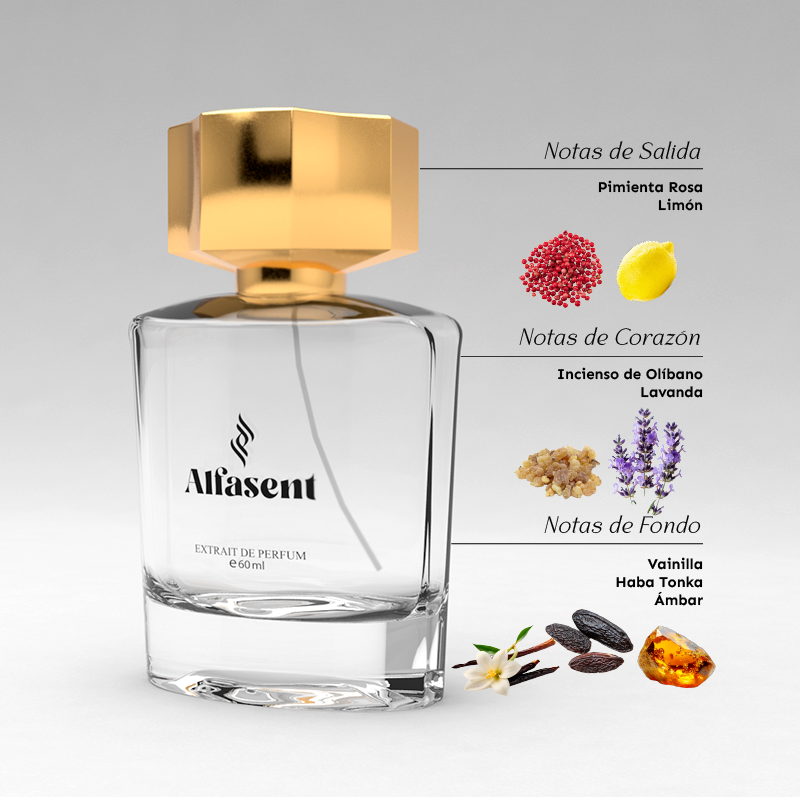 Notas de Salida
Pimienta Rosa
Limón
Notas de Corazón
Incienso de Olíbano
Lavanda
Alfasent
EXTRAIT DE PERFUM
e60ml
Notas de Fondo
Vainilla
Haba Tonka
Ámbar